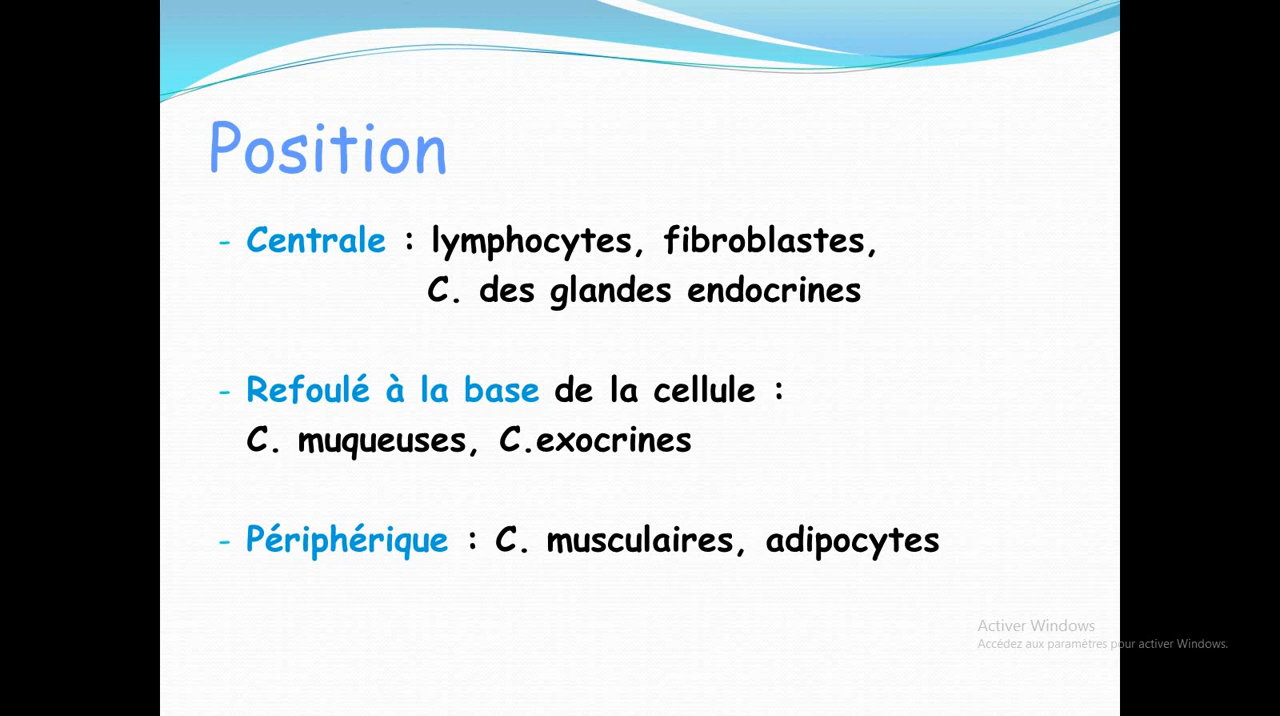 Position
- Centrale : lymphocytes, fibroblastes,
C. des glandes endocrines
- Refoulé à la base de la cellule :
C. muqueuses, C.exocrines
- Périphérique : C. musculaires, adipocytes
Activer Windows
Accédez aux paramètres pour activer Windows.